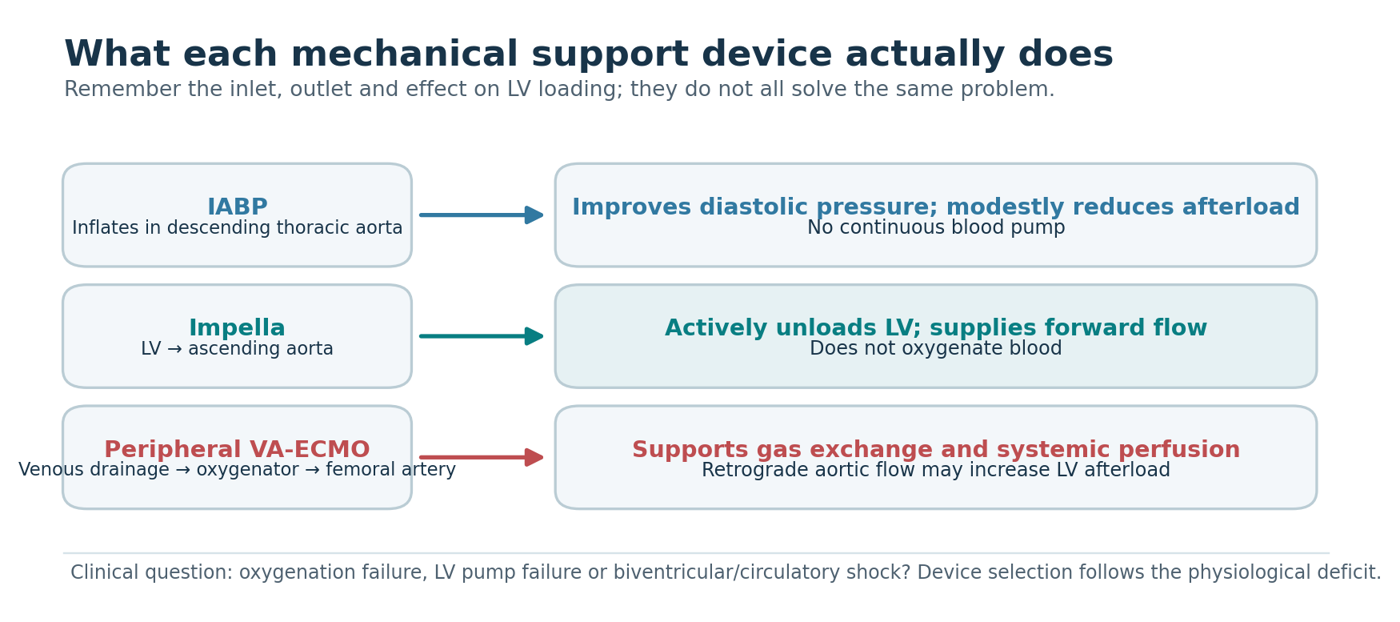 What each mechanical support device actually does
Remember the inlet, outlet and effect on LV loading; they do not all solve the same problem.
IABP
Inflates in descending thoracic aorta
Improves diastolic pressure; modestly reduces afterload
No continuous blood pump
Impella
LV → ascending aorta
Actively unloads LV; supplies forward flow
Does not oxygenate blood
Peripheral VA-ECMO
Venous drainage → oxygenator → femoral artery
Supports gas exchange and systemic perfusion
Retrograde aortic flow may increase LV afterload
Clinical question: oxygenation failure, LV pump failure or biventricular/circulatory shock? Device selection follows the physiological deficit.